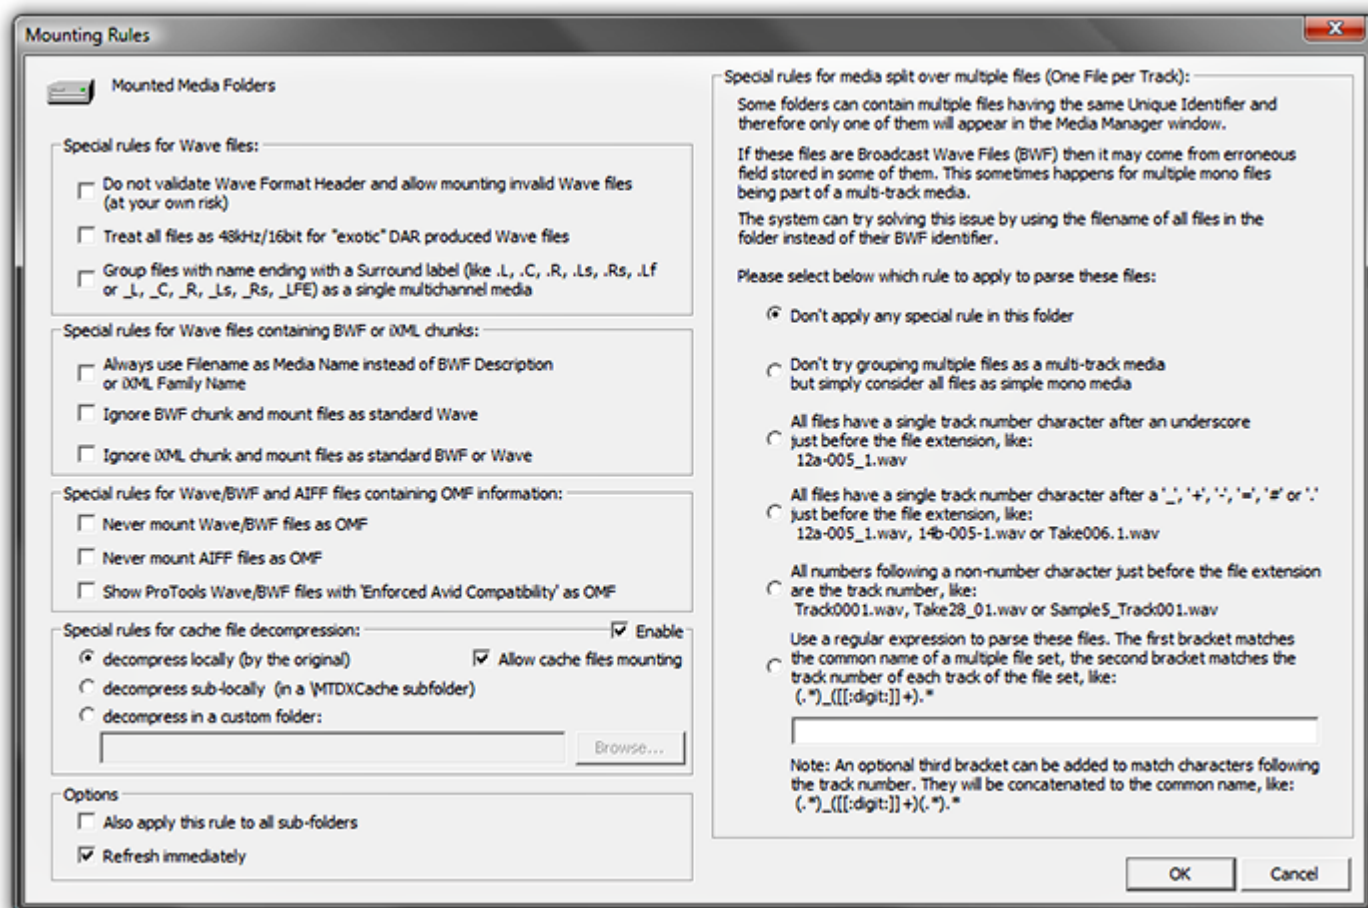 Mounting Rules
Mounted Media Folders
Special rules for Wave files:
Do not validate Wave Format Header and allow mounting invalid Wave files
(at your own risk)
Treat all files as 48kHz/16bit for "exotic" DAR produced Wave files
Group files with name ending with a Surround label (like .L, .C, .R, .Ls, .Rs, .Lf
or _L, _C, _R, _Ls, _Rs, _LFE) as a single multichannel media
Special rules for Wave files containing BWF or iXML chunks:
Always use Filename as Media Name instead of BWF Description
or iXML Family Name
Ignore BWF chunk and mount files as standard Wave
Ignore iXML chunk and mount files as standard BWF or Wave
Special rules for Wave/BWF and AIFF files containing OMF information:
Never mount Wave/BWF files as OMF
Never mount AIFF files as OMF
Show ProTools Wave/BWF files with 'Enforced Avid Compatibility' as OMF
Special rules for cache file decompression:
Enable
decompress locally (by the original)
Allow cache files mounting
decompress sub-locally (in a \MTDXCache subfolder)
decompress in a custom folder:
Browse...
Options
Also apply this rule to all sub-folders
Refresh immediately
Special rules for media split over multiple files (One File per Track):
Some folders can contain multiple files having the same Unique Identifier and
therefore only one of them will appear in the Media Manager window.
If these files are Broadcast Wave Files (BWF) then it may come from erroneous
field stored in some of them. This sometimes happens for multiple mono files
being part of a multi-track media.
The system can try solving this issue by using the filename of all files in the
folder instead of their BWF identifier.
Please select below which rule to apply to parse these files:
Don't apply any special rule in this folder
Don't try grouping multiple files as a multi-track media
but simply consider all files as simple mono media
All files have a single track number character after an underscore
just before the file extension, like:
12a-005_1.wav
All files have a single track number character after a '_', '+', '-', '=', '#' or '.'
just before the file extension, like:
12a-005_1.wav, 14b-005-1.wav or Take006.1.wav
All numbers following a non-number character just before the file extension
are the track number, like:
Track0001.wav, Take28_01.wav or Sample5_Track001.wav
Use a regular expression to parse these files. The first bracket matches
the common name of a multiple file set, the second bracket matches the
track number of each track of the file set, like:
(.*)_([[:digit:]]+).*
Note: An optional third bracket can be added to match characters following
the track number. They will be concatenated to the common name, like:
(.*)_([[:digit:]]+)(.*).*
OK
Cancel